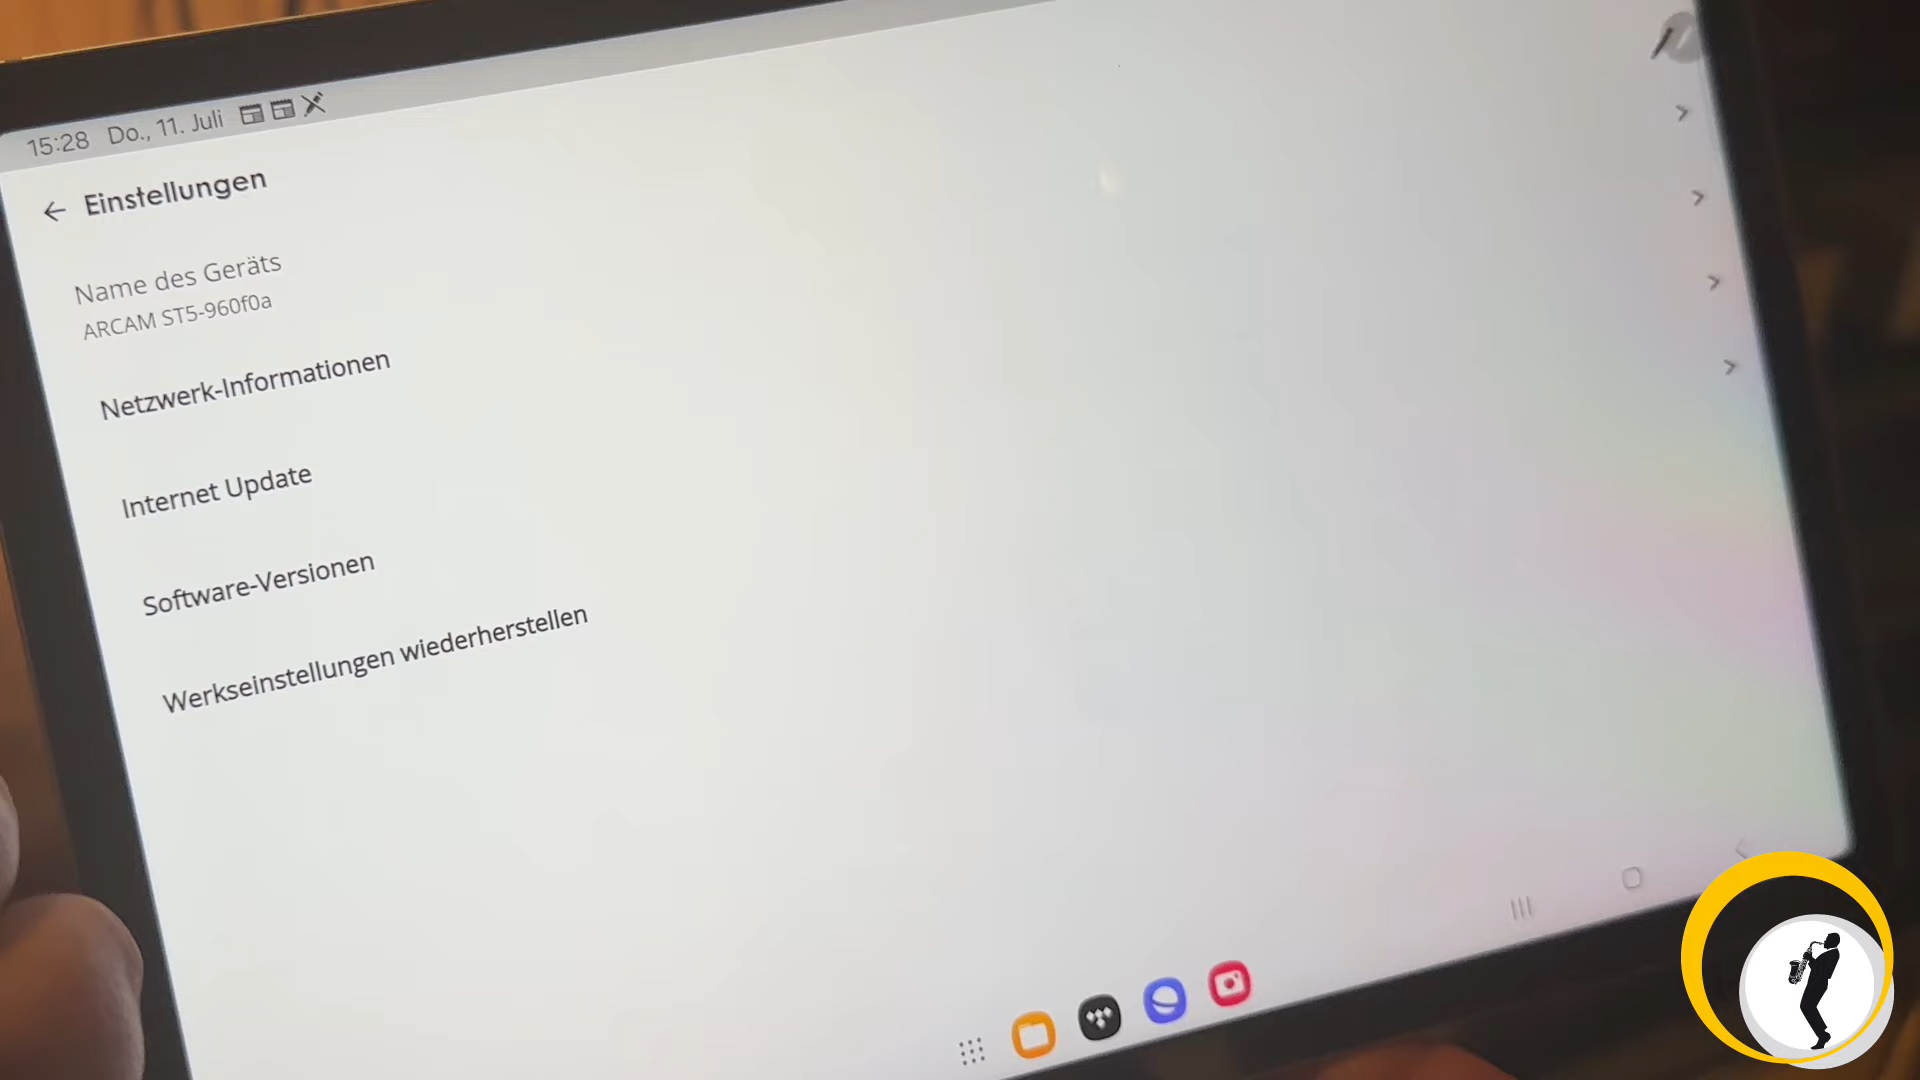 15:28 Do., 11. Juli
Einstellungen
Name des Geräts
ARCAM ST5-960f0a
Netzwerk-Informationen
Internet Update
Software-Versionen
Werkseinstellungen wiederherstellen